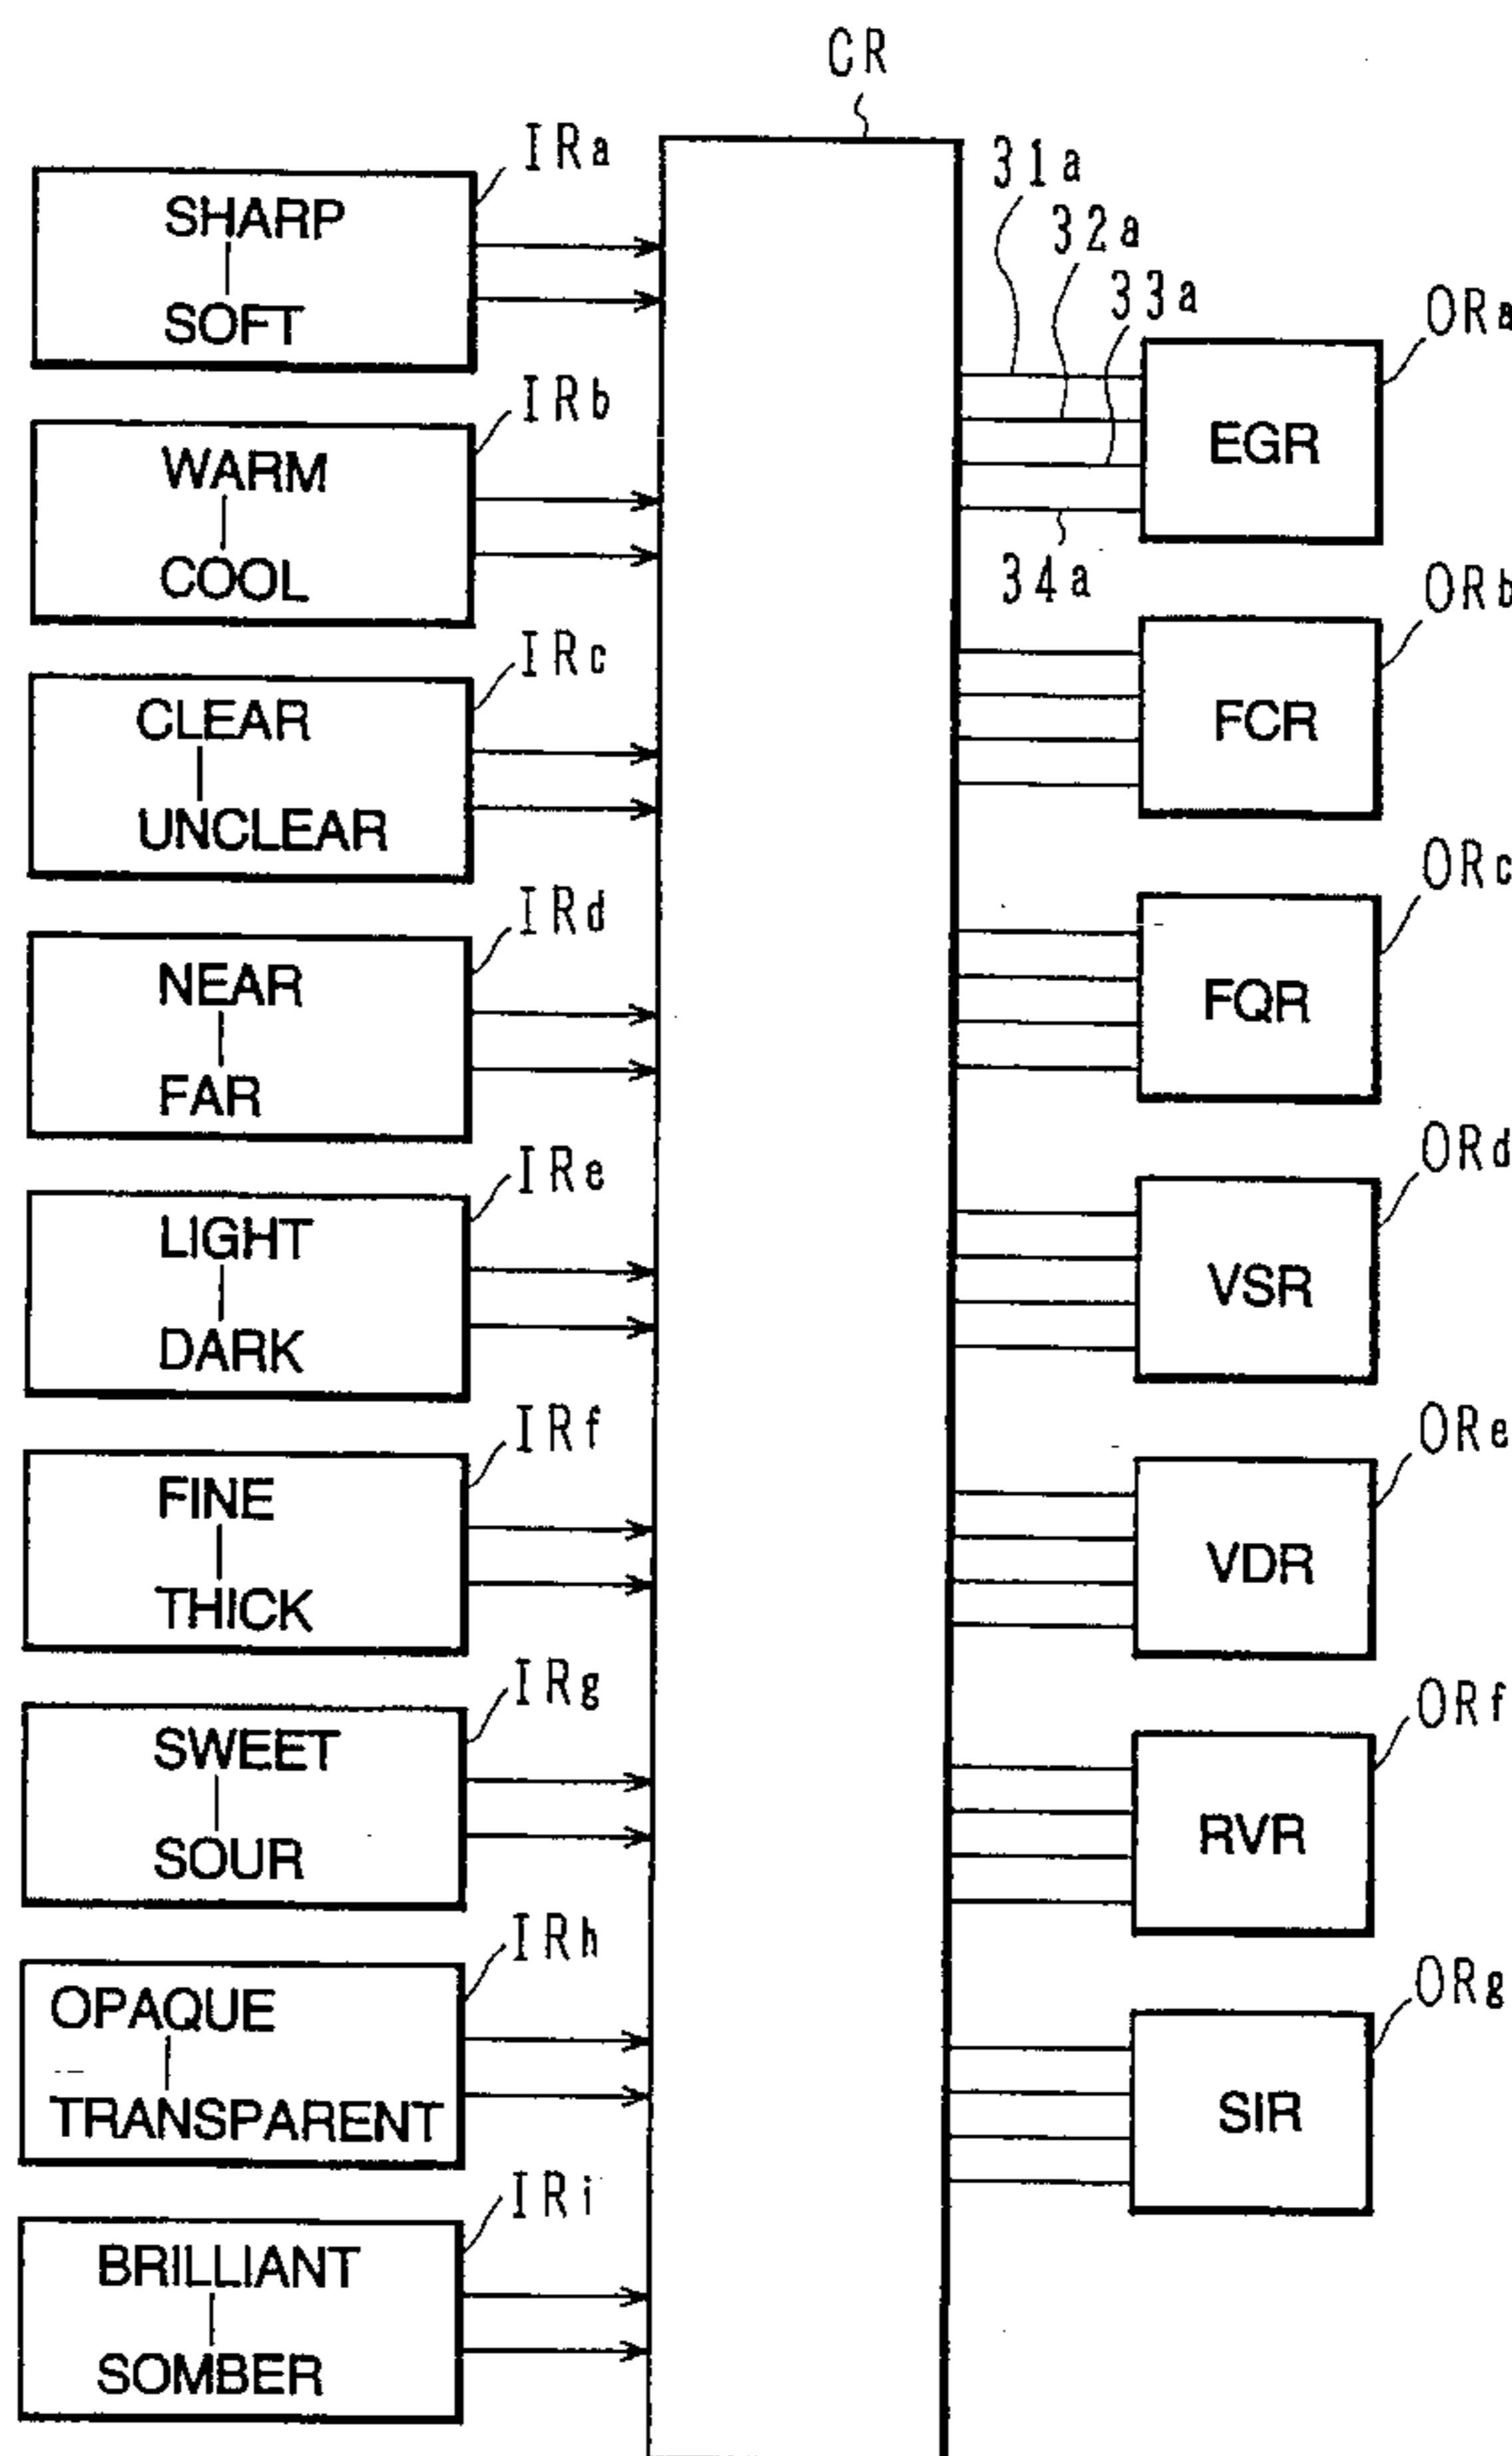 CR
IRa
SHARP
SOFT
IRb
WARM
COOL
IRc
CLEAR
UNCLEAR
IRd
NEAR
FAR
IRe
LIGHT
DARK
IRf
FINE
THICK
IRg
SWEET
SOUR
IRh
OPAQUE
TRANSPARENT
IRi
BRILLIANT
SOMBER
31a
32a
33a
34a
ORa
EGR
ORb
FCR
ORc
FQR
ORd
VSR
ORe
VDR
ORf
RVR
ORg
SIR